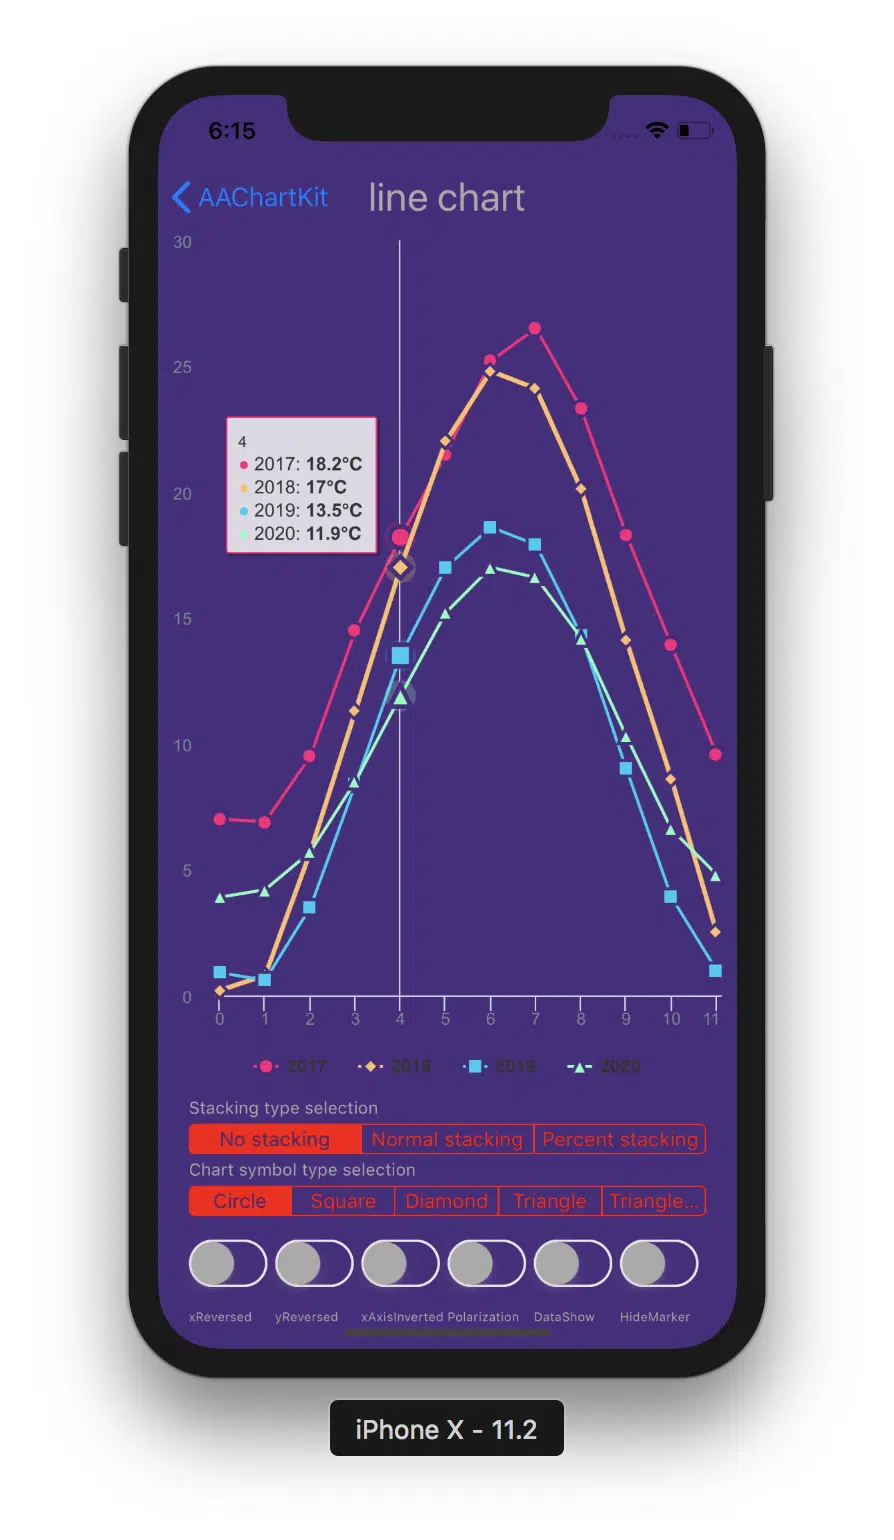 6:15
AAChartKit line chart
30
25
20
15
10
5
0
4
2017: 18.2°C
2018: 17°C
2019: 13.5°C
2020: 11.9°C
0 1 2 3 4 5 6 7 8 9 10 11
2017 2018 2019 2020
Stacking type selection
No stacking Normal stacking Percent stacking
Chart symbol type selection
Circle Square Diamond Triangle Triangle...
xReversed yReversed xAxisInverted Polarization DataShow HideMarker
iPhone X - 11.2